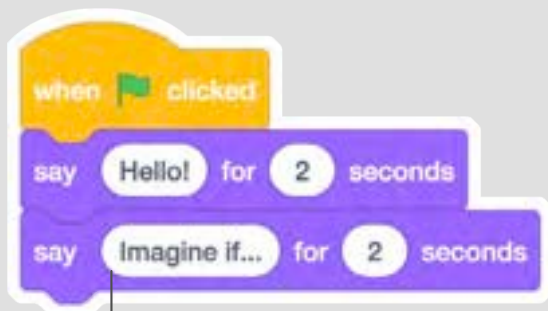 when clicked
say Hello! for 2 seconds
say Imagine if... for 2 seconds